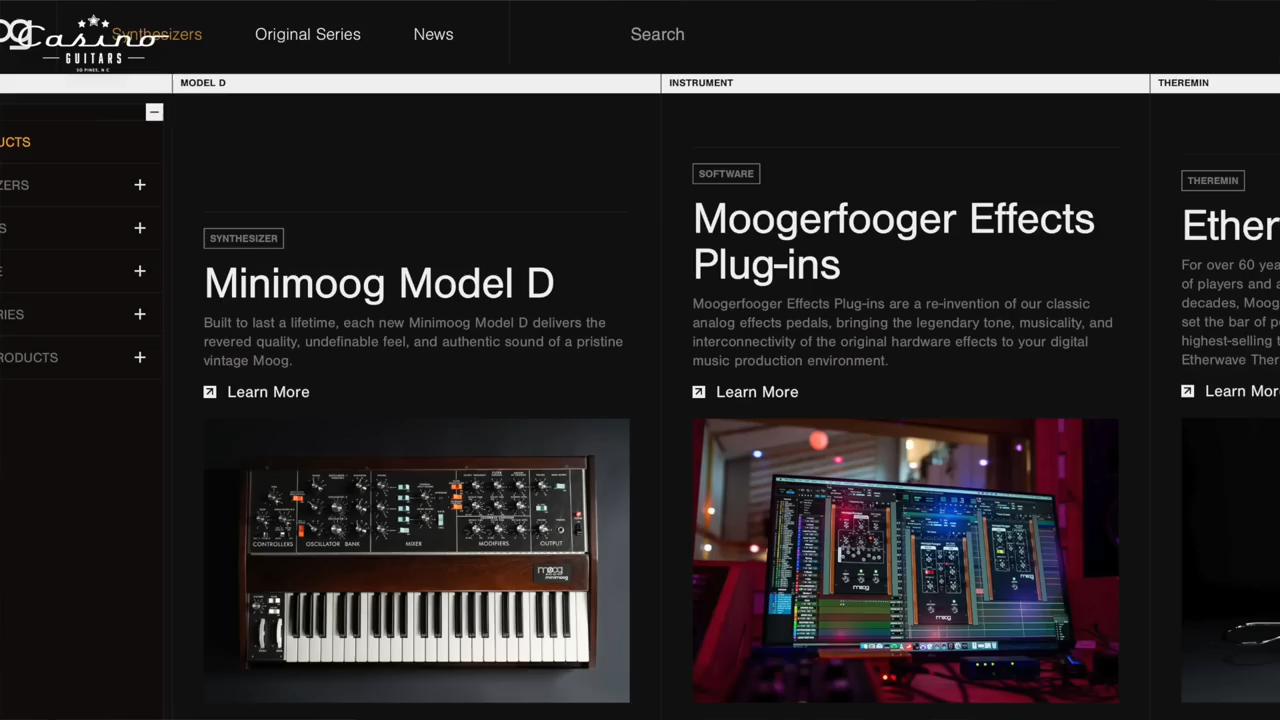 Casino
GUITARS
SO PINES, N C
Synthesizers
Original Series
News
Search
MODEL D
INSTRUMENT
THEREMIN
UCTS
ZERS
S
E
RIES
RODUCTS
SYNTHESIZER
Minimoog Model D
Built to last a lifetime, each new Minimoog Model D delivers the
revered quality, undefinable feel, and authentic sound of a pristine
vintage Moog.
Learn More
CONTROLLERS
OSCILLATOR BANK
MIXER
MODIFIERS
OUTPUT
moog
minimoog
SOFTWARE
Moogerfooger Effects
Plug-ins
Moogerfooger Effects Plug-ins are a re-invention of our classic
analog effects pedals, bringing the legendary tone, musicality, and
interconnectivity of the original hardware effects to your digital
music production environment.
Learn More
moog
moog
moog
THEREMIN
Ether
For over 60 yea
of players and a
decades, Moog
set the bar of p
highest-selling t
Etherwave Ther
Learn Mor